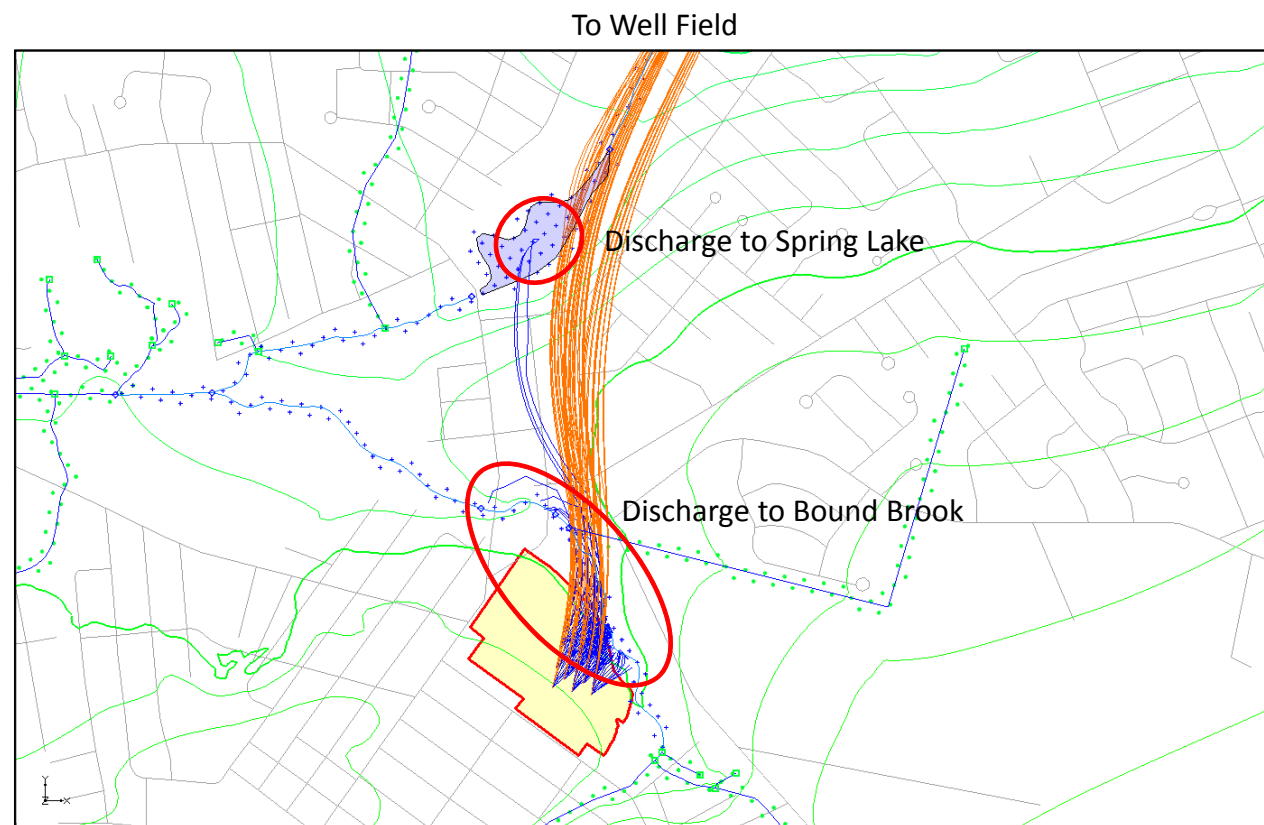 To Well Field
Discharge to Spring Lake
Discharge to Bound Brook
Y
Z
X